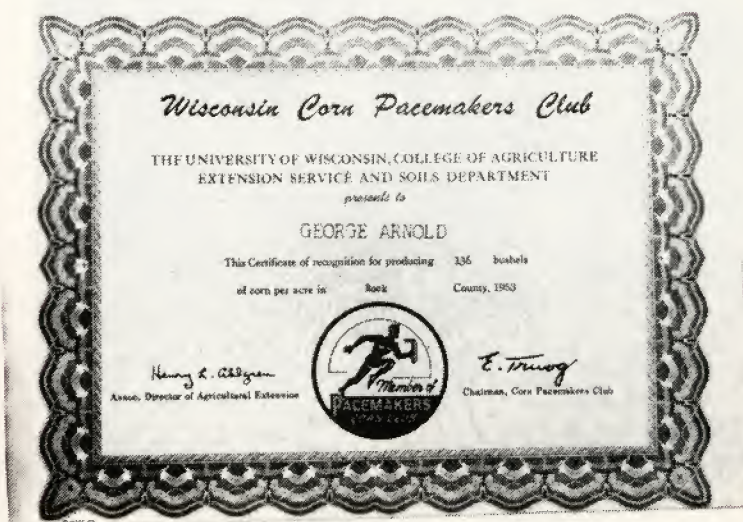 Wisconsin Corn Pacemakers Club
THE UNIVERSITY OF WISCONSIN, COLLEGE OF AGRICULTURE
EXTENSION SERVICE AND SOILS DEPARTMENT
presents to
GEORGE ARNOLD
This Certificate of recognition for producing 136 bushels
of corn per acre in Rock County, 1953
Henry L. Ahlgren
Assoc. Director of Agricultural Extension
Member of
PACEMAKERS
CORN CLUB
E. Truog
Chairman, Corn Pacemakers Club